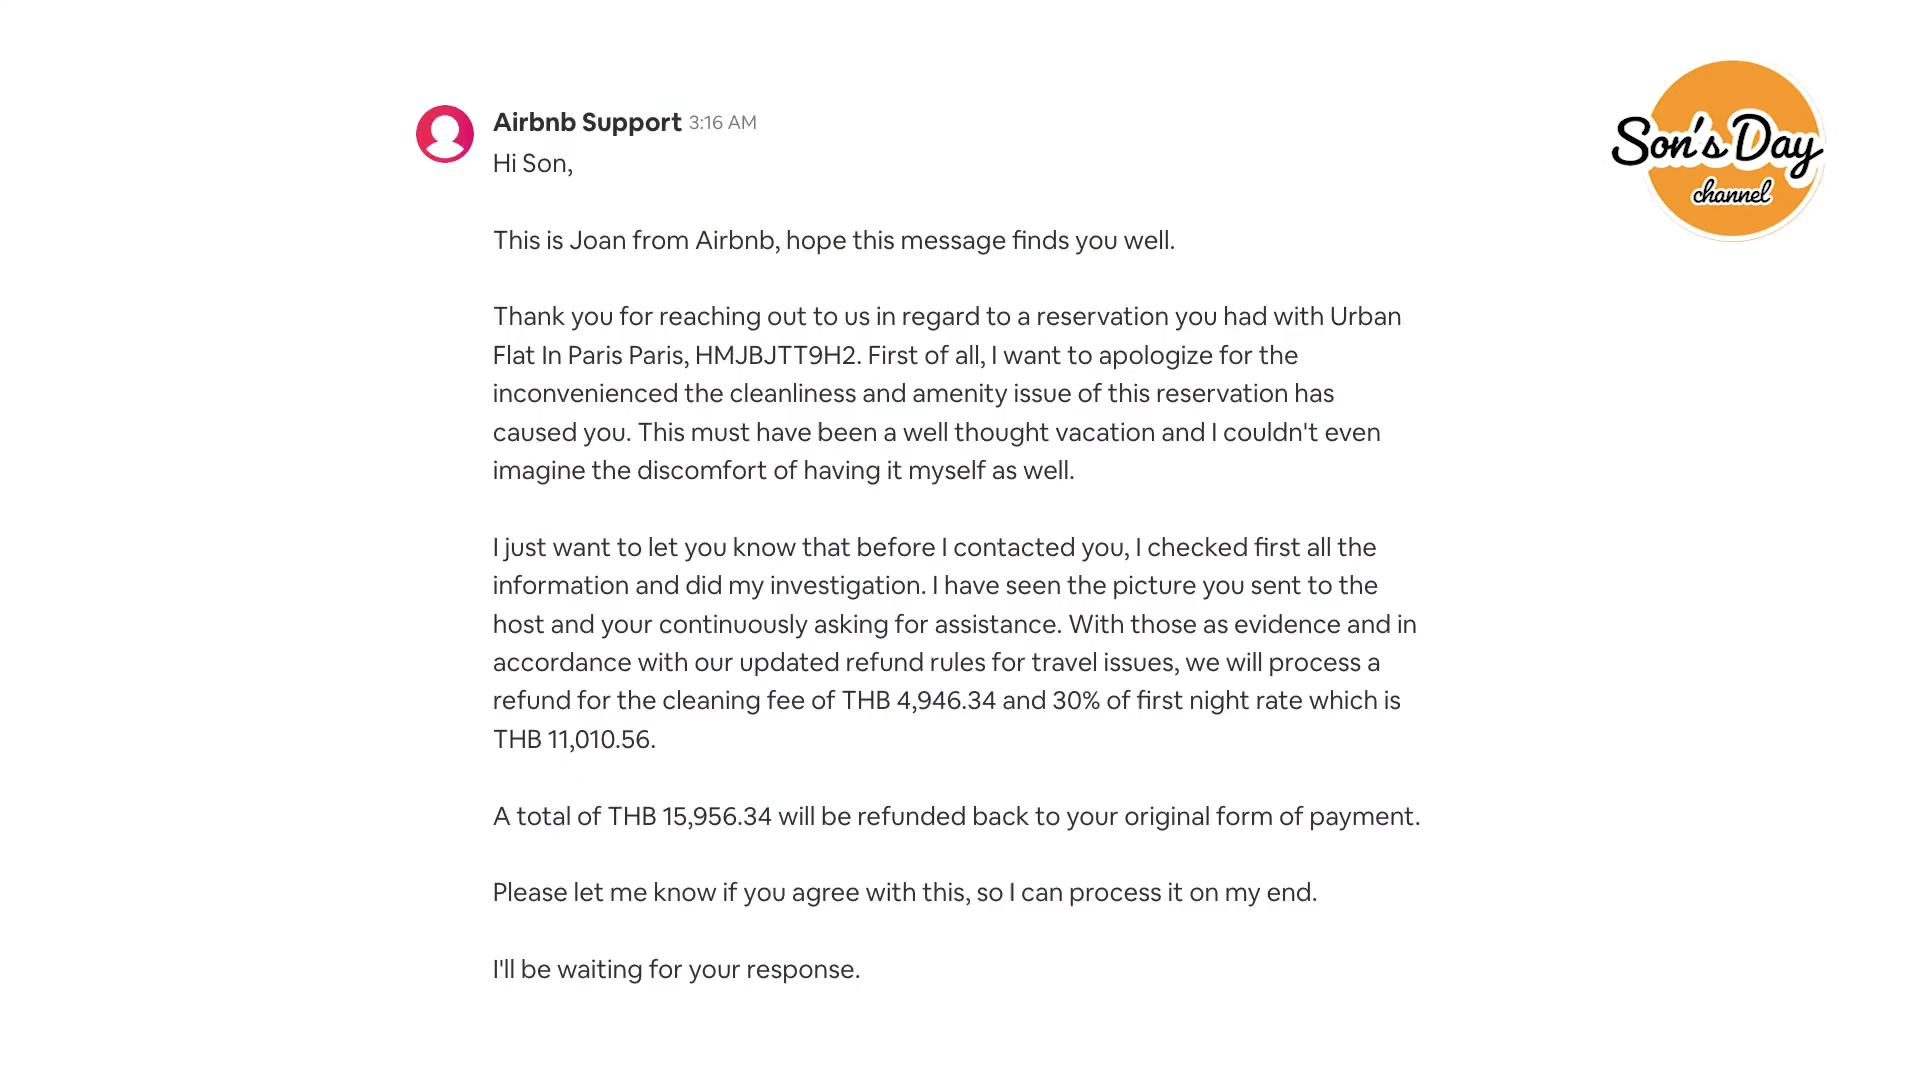 Airbnb Support 3:16 AM
Hi Son,
This is Joan from Airbnb, hope this message finds you well.
Thank you for reaching out to us in regard to a reservation you had with Urban
Flat In Paris Paris, HMJBJTT9H2. First of all, I want to apologize for the
inconvenienced the cleanliness and amenity issue of this reservation has
caused you. This must have been a well thought vacation and I couldn't even
imagine the discomfort of having it myself as well.
I just want to let you know that before I contacted you, I checked first all the
information and did my investigation. I have seen the picture you sent to the
host and your continuously asking for assistance. With those as evidence and in
accordance with our updated refund rules for travel issues, we will process a
refund for the cleaning fee of THB 4,946.34 and 30% of first night rate which is
THB 11,010.56.
A total of THB 15,956.34 will be refunded back to your original form of payment.
Please let me know if you agree with this, so I can process it on my end.
I'll be waiting for your response.
Son's Day
channel